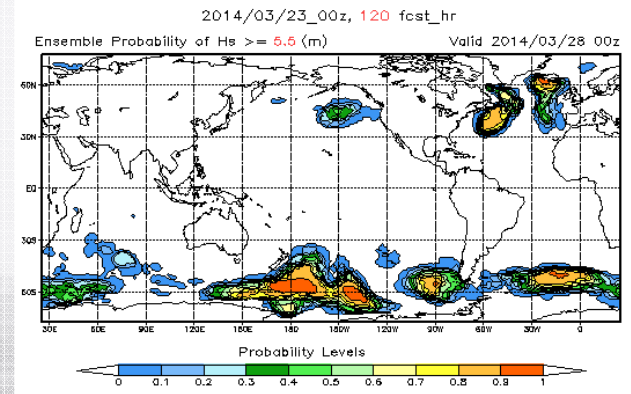 2014/03/23_00z, 120 fcst_hr
Ensemble Probability of Hs >= 5.5 (m) Valid 2014/03/28 00z
60N
30N
EQ
30S
60S
30E 60E 90E 120E 150E 180 150W 120W 90W 60W 30W 0
Probability Levels
0 0.1 0.2 0.3 0.4 0.5 0.6 0.7 0.8 0.9 1